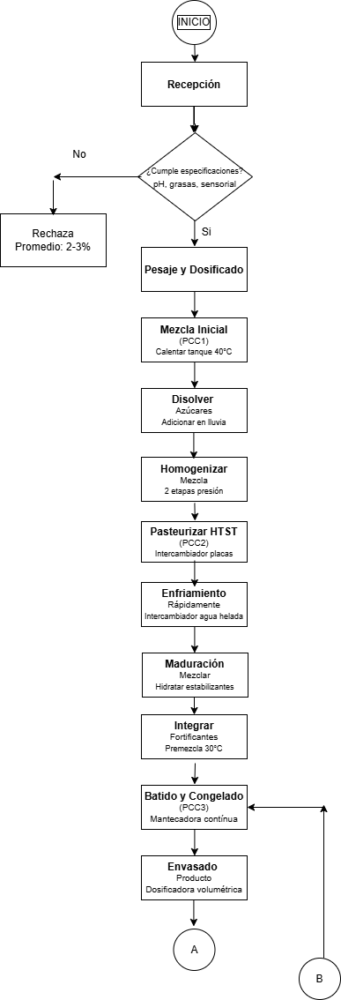 INICIO
Recepción
¿Cumple especificaciones?
pH, grasas, sensorial
No
Rechaza
Promedio: 2-3%
Si
Pesaje y Dosificado
Mezcla Inicial
(PCC1)
Calentar tanque 40°C
Disolver
Azúcares
Adicionar en lluvia
Homogenizar
Mezcla
2 etapas presión
Pasteurizar HTST
(PCC2)
Intercambiador placas
Enfriamiento
Rápidamente
Intercambiador agua helada
Maduración
Mezclar
Hidratar estabilizantes
Integrar
Fortificantes
Premezcla 30°C
Batido y Congelado
(PCC3)
Mantecadora contínua
Envasado
Producto
Dosificadora volumétrica
A
B